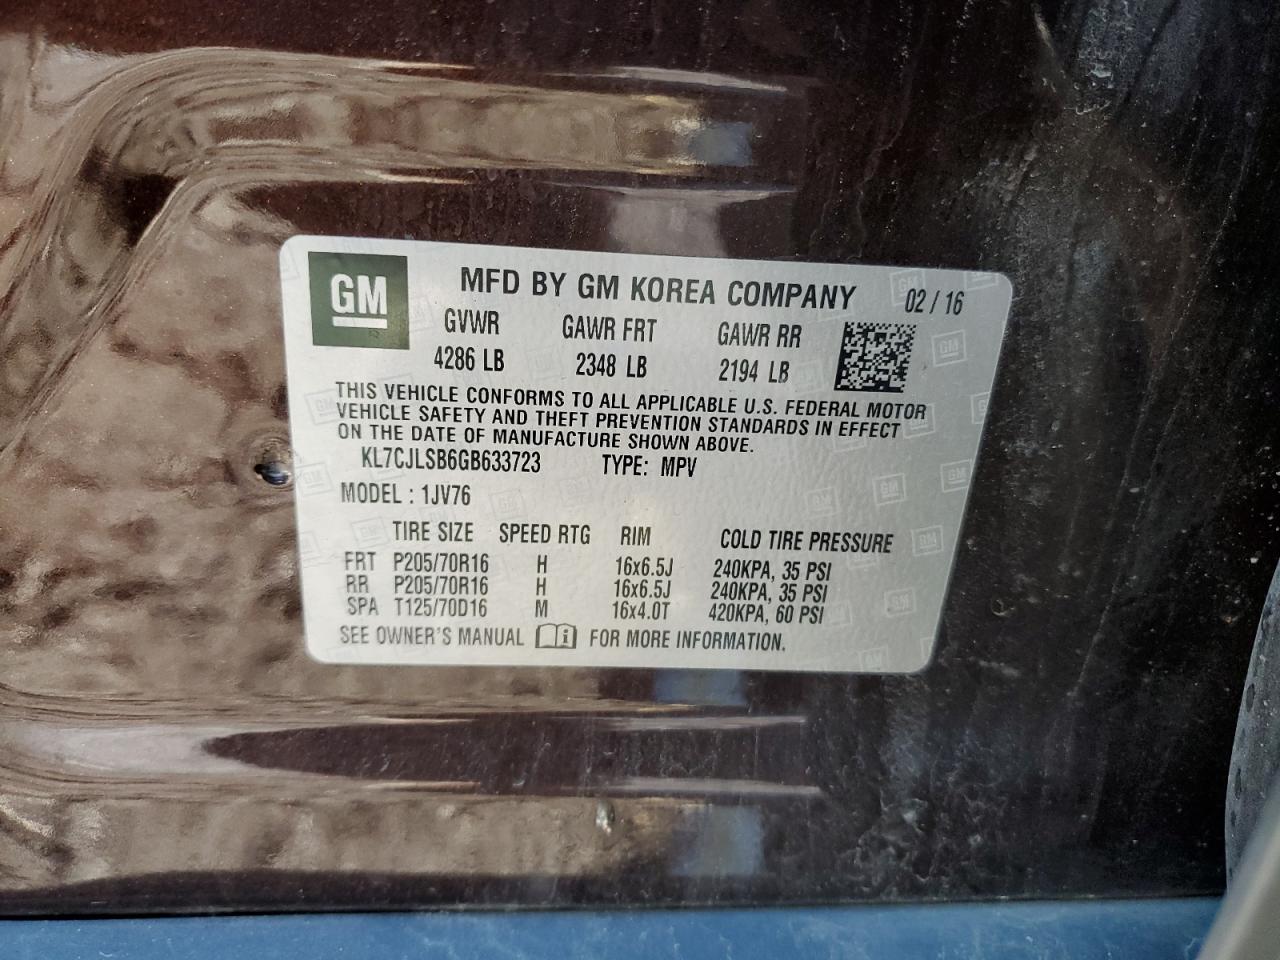 GM
MFD BY GM KOREA COMPANY 02 / 16
GVWR GAWR FRT GAWR RR
4286 LB 2348 LB 2194 LB
THIS VEHICLE CONFORMS TO ALL APPLICABLE U.S. FEDERAL MOTOR
VEHICLE SAFETY AND THEFT PREVENTION STANDARDS IN EFFECT
ON THE DATE OF MANUFACTURE SHOWN ABOVE.
KL7CJLSB6GB633723 TYPE: MPV
MODEL : 1JV76
TIRE SIZE SPEED RTG RIM COLD TIRE PRESSURE
FRT P205/70R16 H 16x6.5J 240KPA, 35 PSI
RR P205/70R16 H 16x6.5J 240KPA, 35 PSI
SPA T125/70D16 M 16x4.0T 420KPA, 60 PSI
SEE OWNER'S MANUAL FOR MORE INFORMATION.